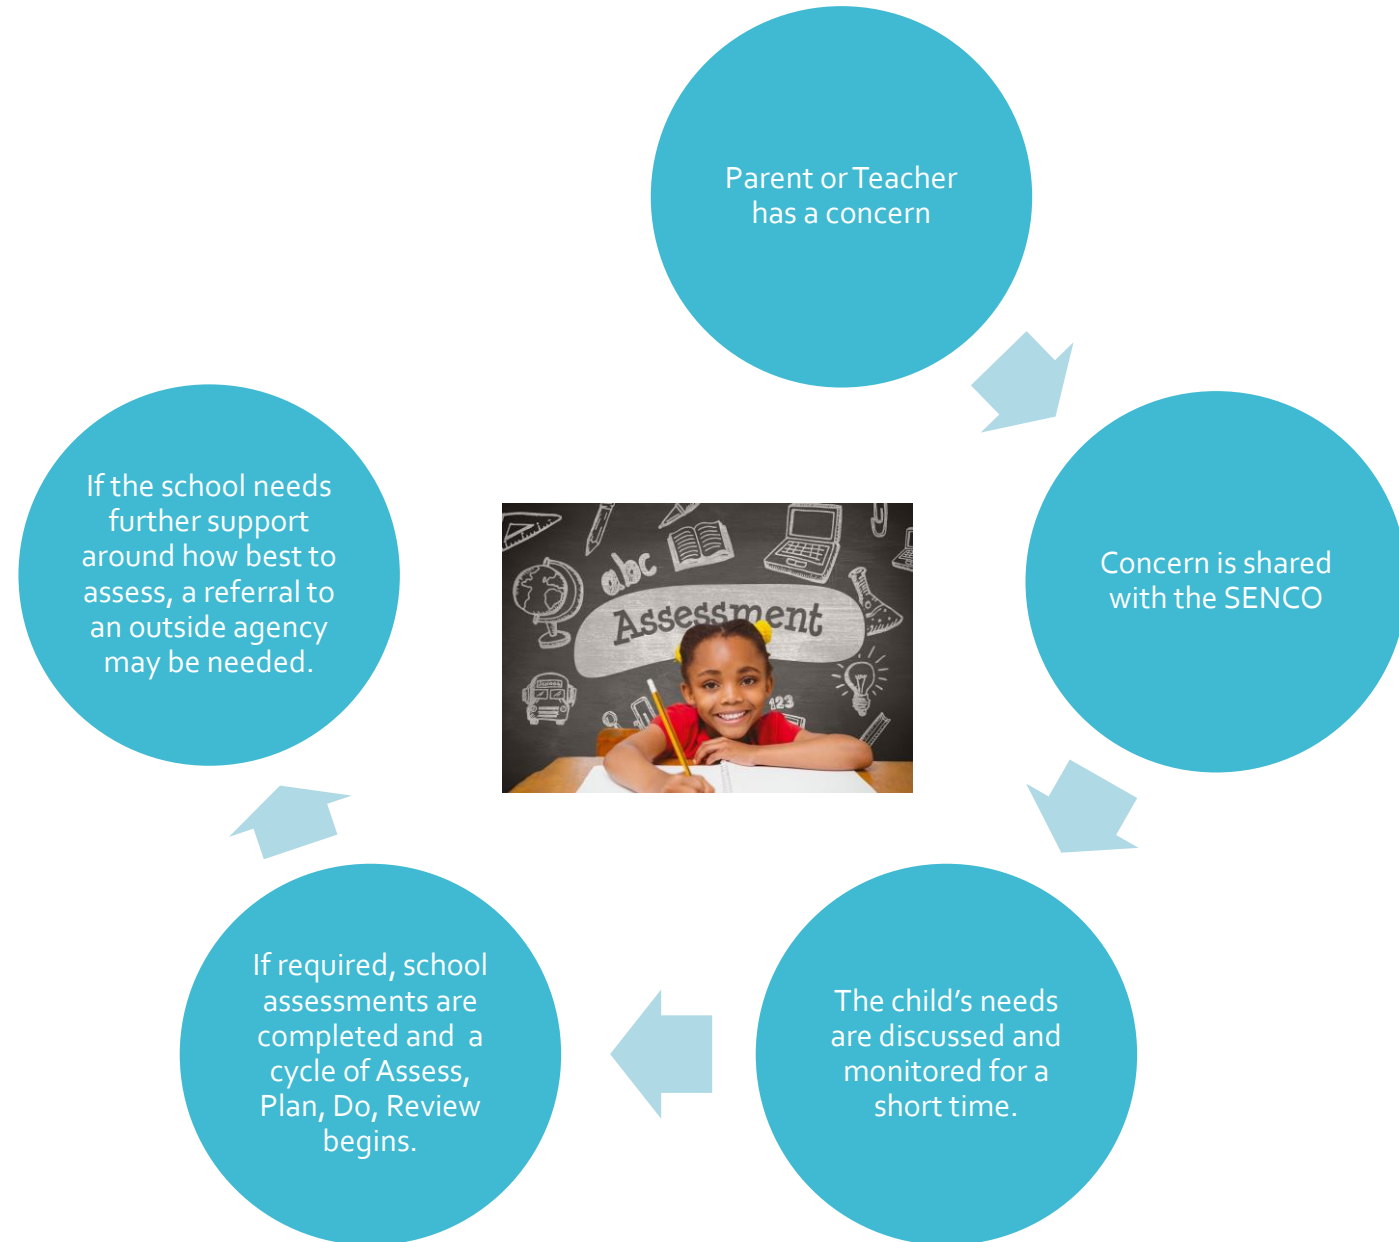 Parent or Teacher
has a concern
Concern is shared
with the SENCO
The child's needs
are discussed and
monitored for a
short time.
If required, school
assessments are
completed and a
cycle of Assess,
Plan, Do, Review
begins.
If the school needs
further support
around how best to
assess, a referral to
an outside agency
may be needed.
abc
Assessment
123